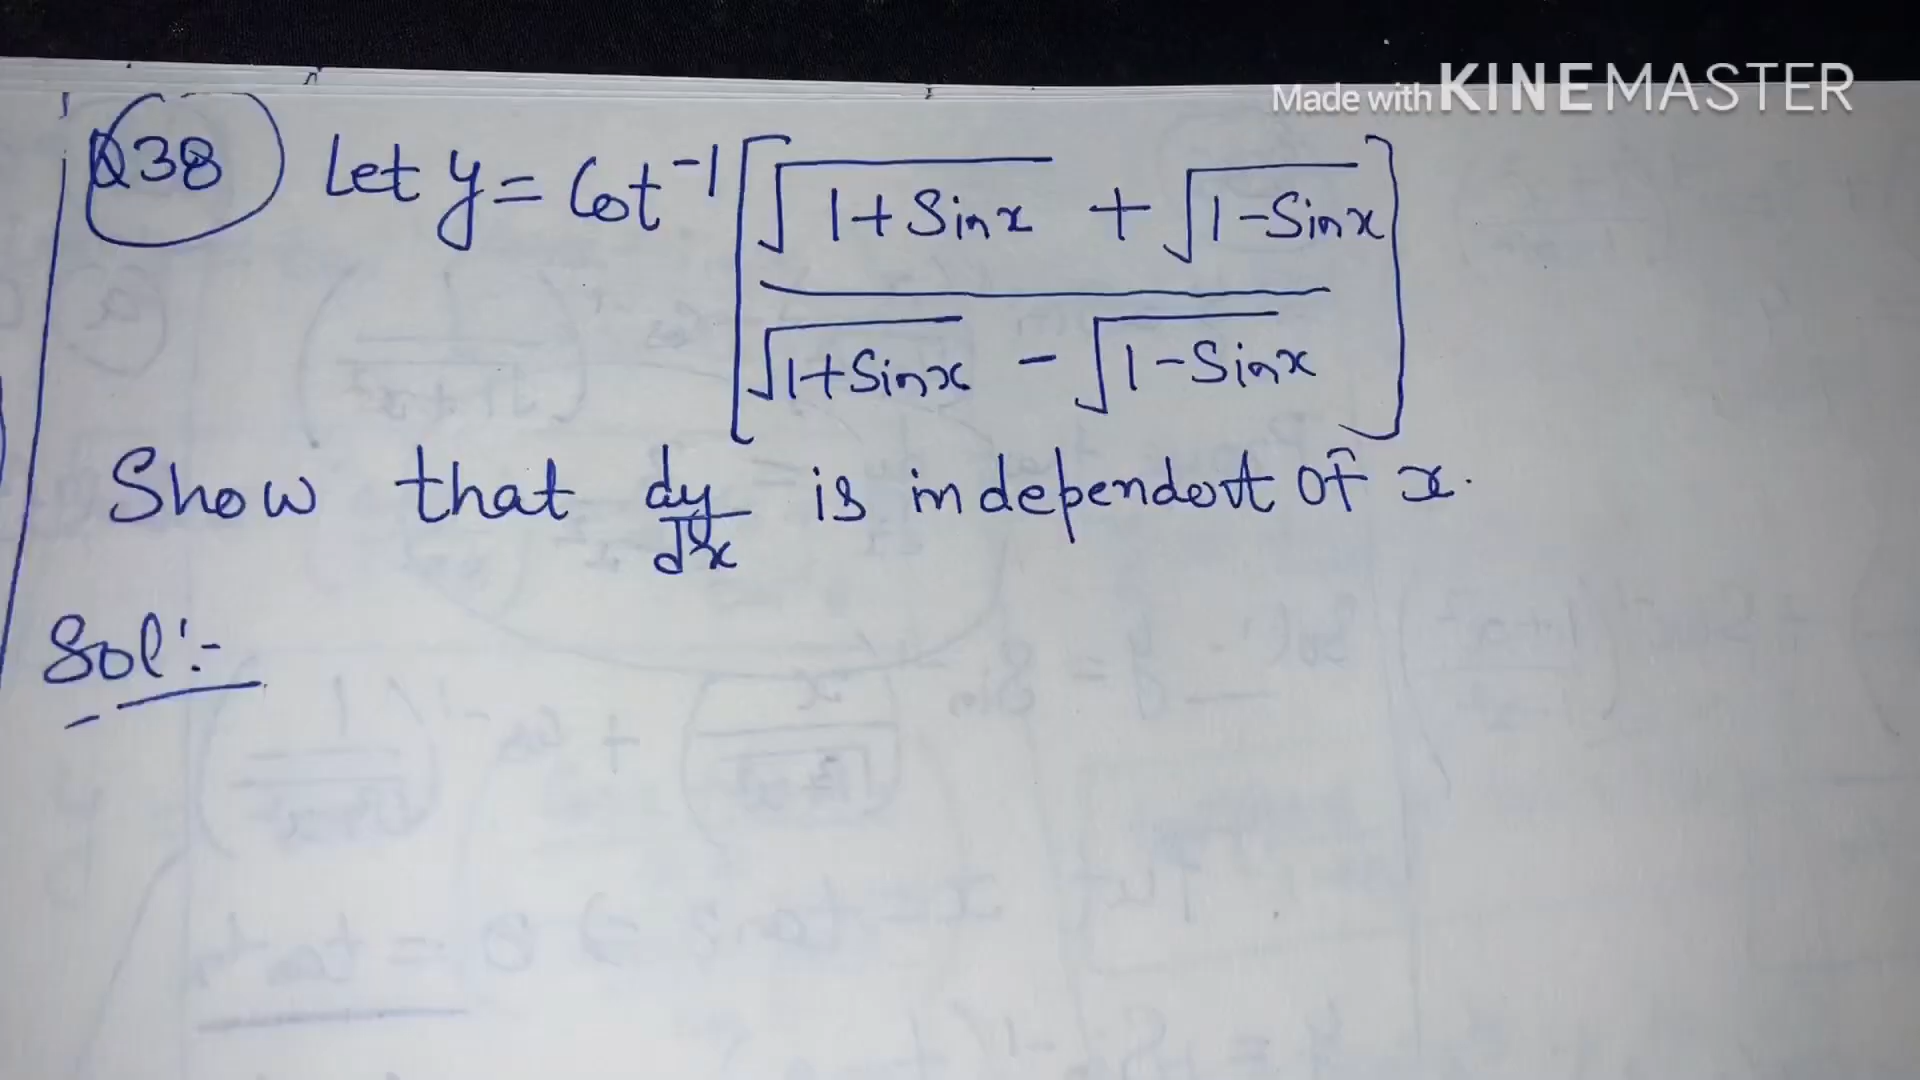 Made with KINEMASTER
Q38 Let y = Cot⁻¹[(√(1+Sinx) + √(1-Sinx)) / (√(1+Sinx) - √(1-Sinx))]
Show that dy/dx is independent of x.
Sol':-